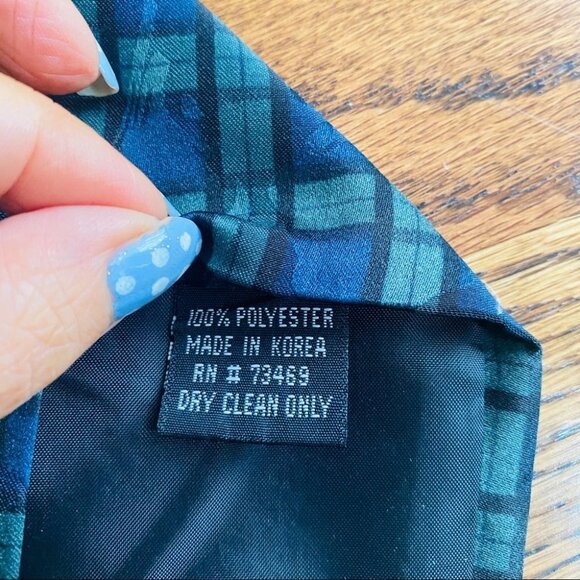 100% POLYESTER
MADE IN KOREA
RN # 73469
DRY CLEAN ONLY